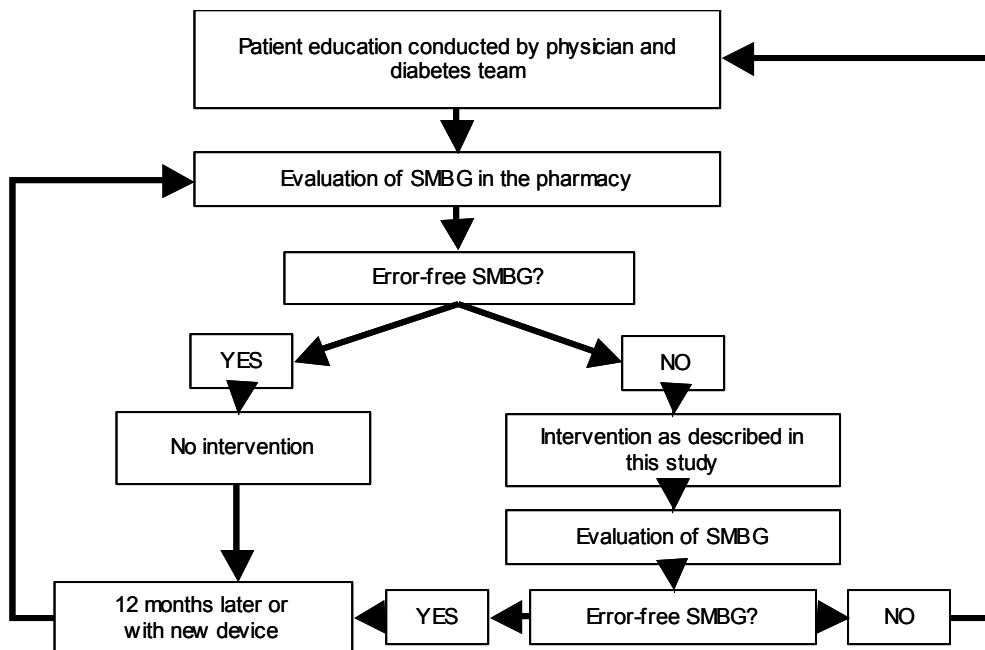 Patient education conducted by physician and
diabetes team
Evaluation of SMBG in the pharmacy
Error-free SMBG?
YES
NO
No intervention
Intervention as described in
this study
Evaluation of SMBG
12 months later or
with new device
YES
Error-free SMBG?
NO